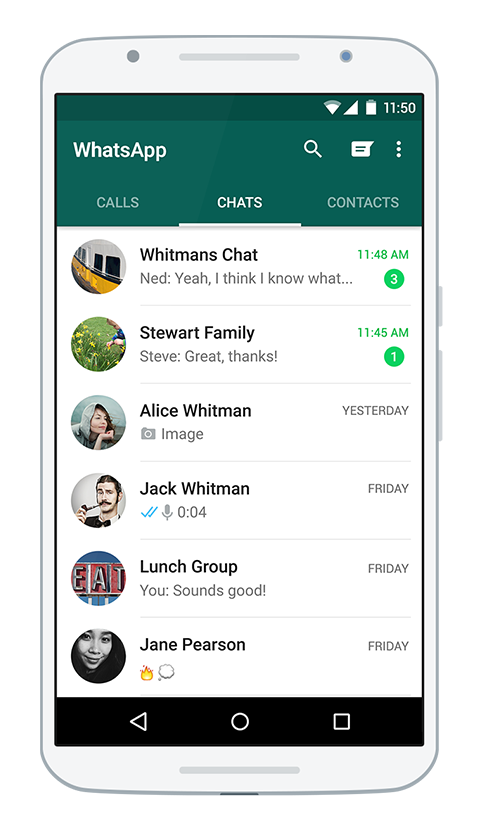 11:50
WhatsApp
CALLS CHATS CONTACTS
Whitmans Chat 11:48 AM
Ned: Yeah, I think I know what... 3
Stewart Family 11:45 AM
Steve: Great, thanks! 1
Alice Whitman YESTERDAY
Image
Jack Whitman FRIDAY
0:04
Lunch Group FRIDAY
EAT
You: Sounds good!
Jane Pearson FRIDAY